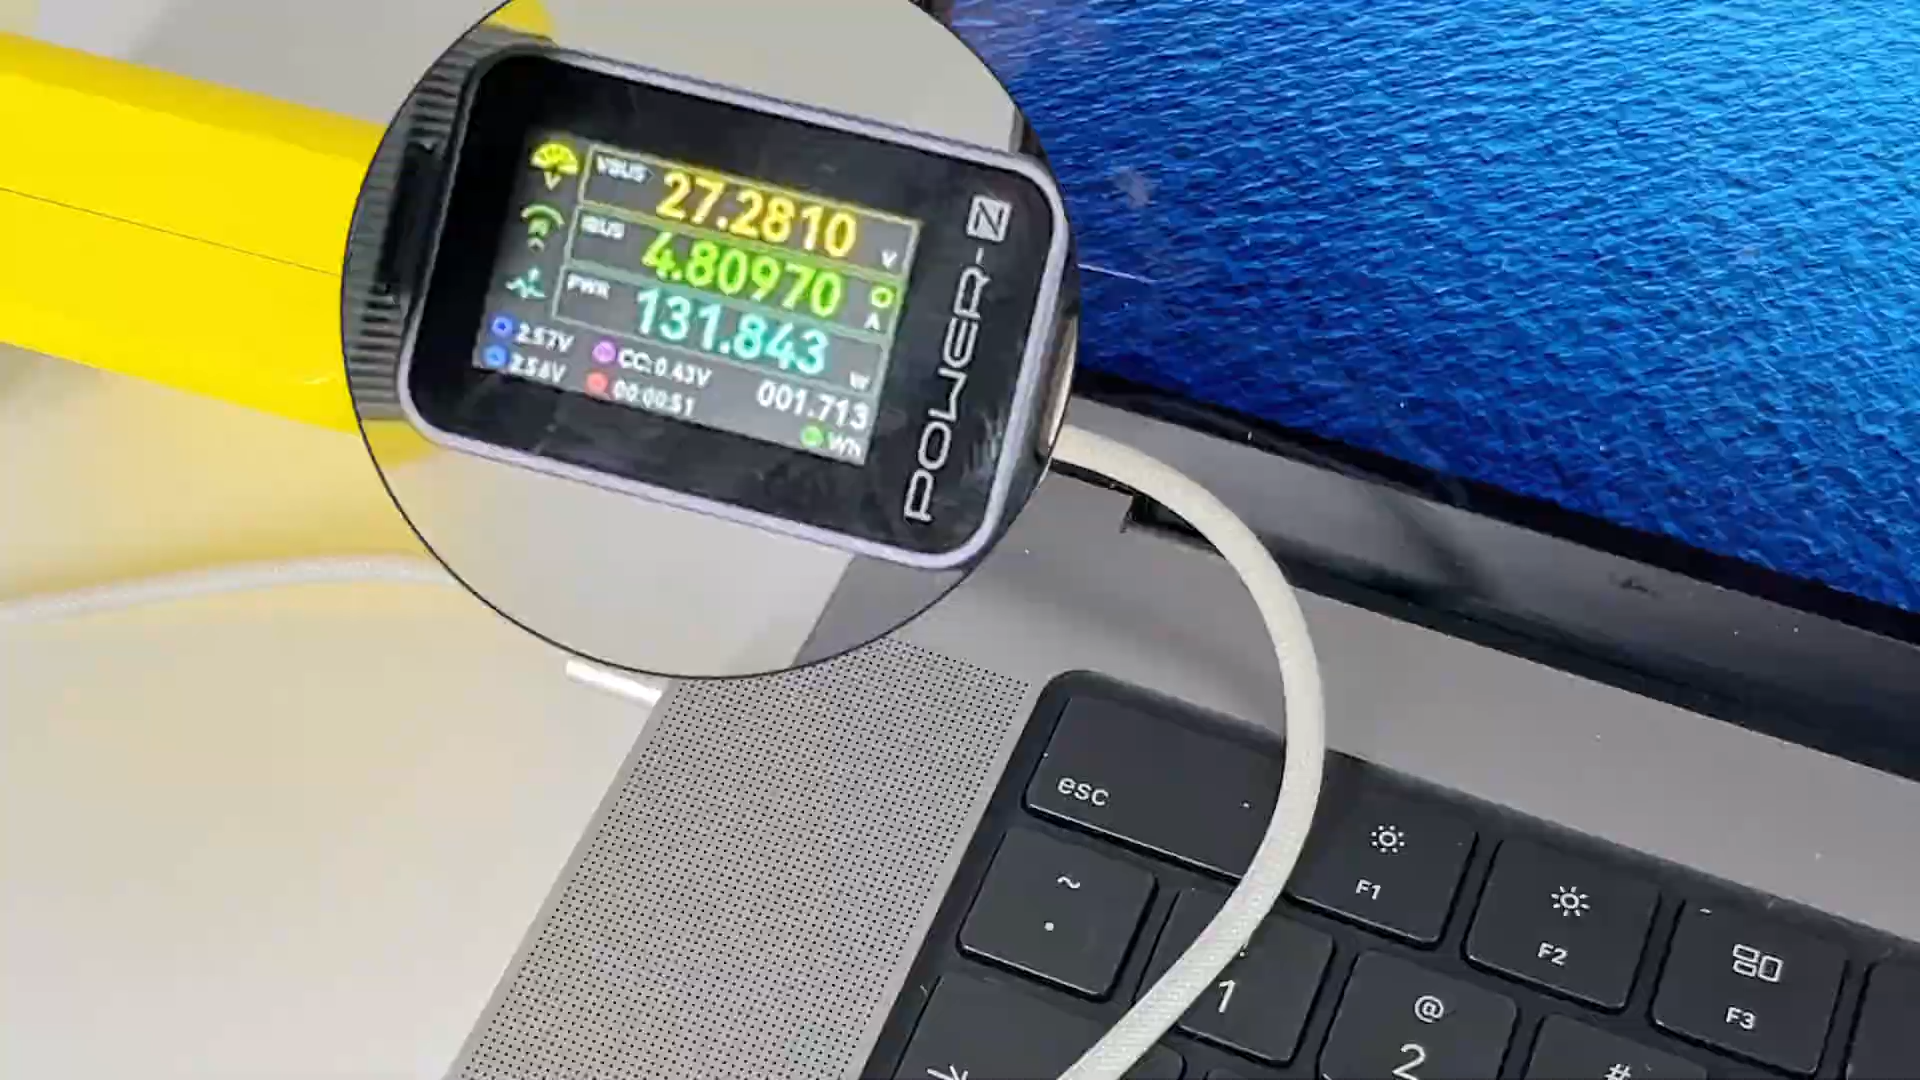 VBUS 27.2810 V
IBUS 4.80970 A
PWR 131.843 W
2.57V CC:0.43V 001.713
2.56V 00:00:51 Wh
POWER-Z
esc
F1
F2
F3
~
1
@
2
#